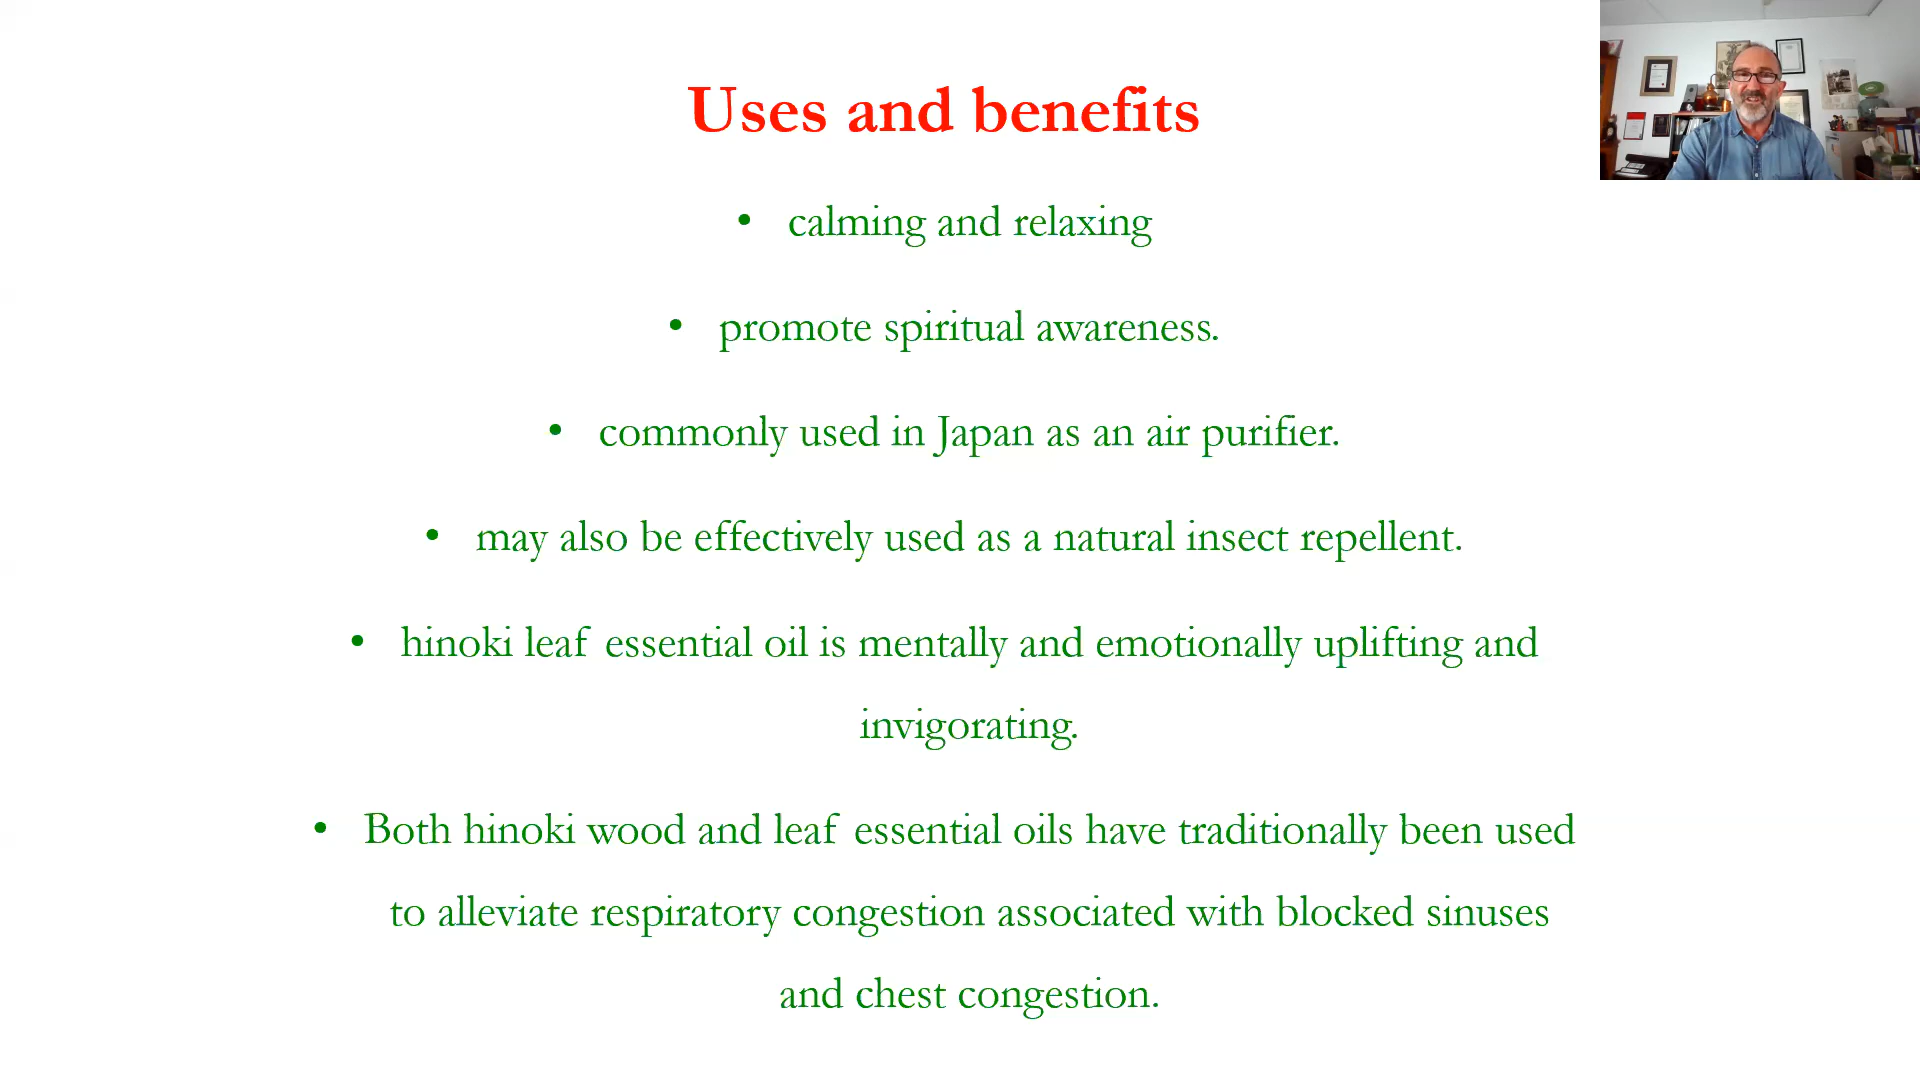 Uses and benefits
• calming and relaxing
• promote spiritual awareness.
• commonly used in Japan as an air purifier.
• may also be effectively used as a natural insect repellent.
• hinoki leaf essential oil is mentally and emotionally uplifting and
invigorating.
• Both hinoki wood and leaf essential oils have traditionally been used
to alleviate respiratory congestion associated with blocked sinuses
and chest congestion.